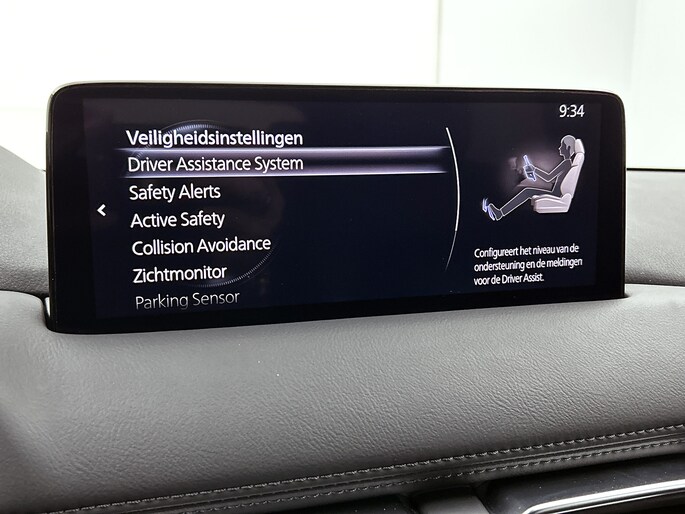 9:34
Veiligheidsinstellingen
Driver Assistance System
Safety Alerts
Active Safety
Collision Avoidance
Zichtmonitor
Parking Sensor
Configureert het niveau van de
ondersteuning en de meldingen
voor de Driver Assist.